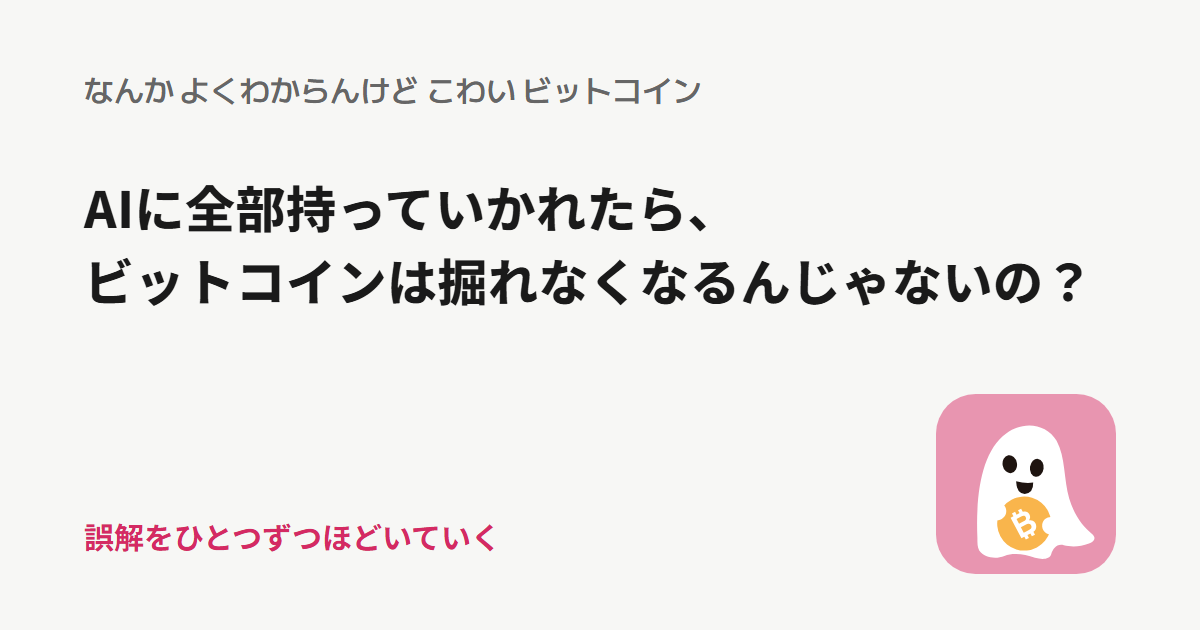 なんか よくわからんけど こわい ビットコイン
AIに全部持っていかれたら、
ビットコインは掘れなくなるんじゃないの？
誤解をひとつずつほどいていく
₿